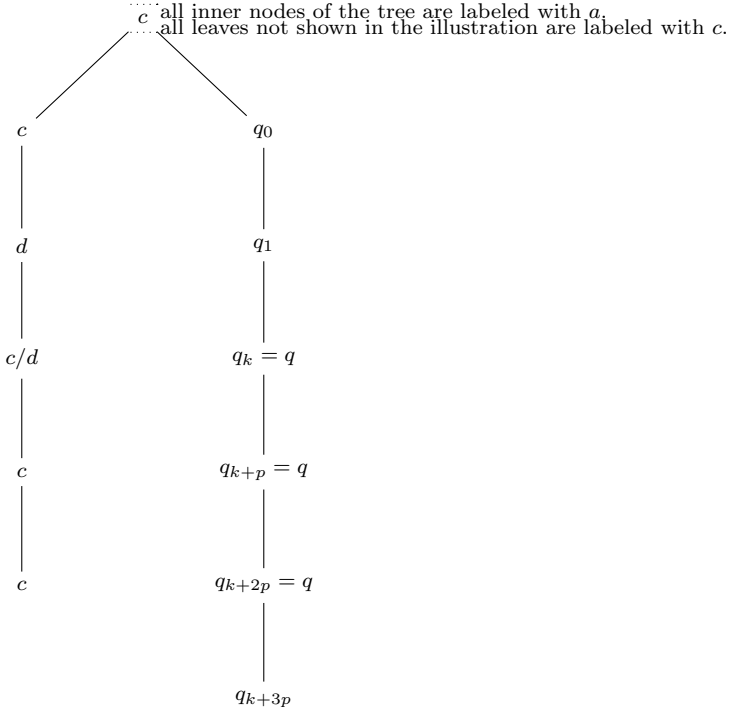 all inner nodes of the tree are labeled with a.
c
all leaves not shown in the illustration are labeled with c.
c q₀
d q₁
c/d qₖ = q
c qₖ₊ₚ = q
c qₖ₊₂ₚ = q
qₖ₊₃ₚ